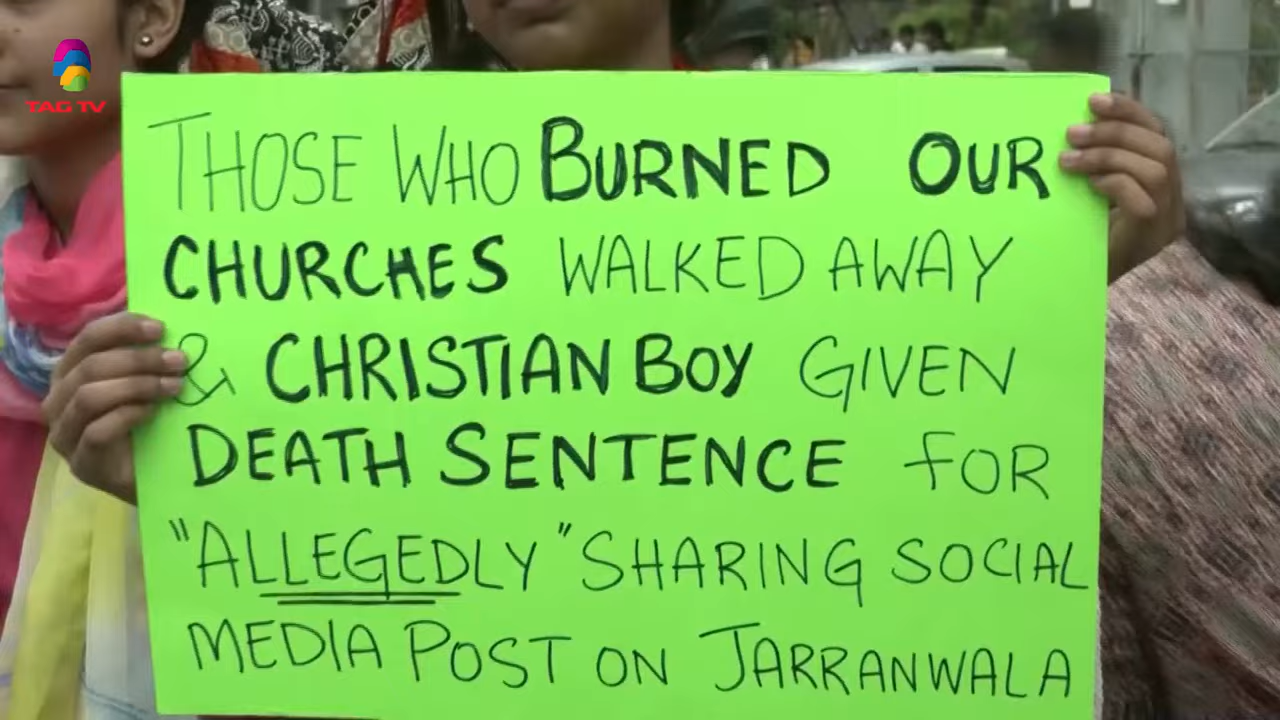 TAG TV
THOSE WHO BURNED OUR
CHURCHES WALKED AWAY
& CHRISTIAN BOY GIVEN
DEATH SENTENCE FOR
"ALLEGEDLY" SHARING SOCIAL
MEDIA POST ON JARRANWALA